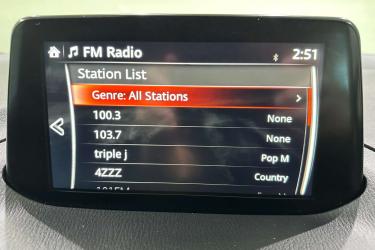 FM Radio 2:51
Station List
Genre: All Stations
100.3 None
103.7 None
triple j Pop M
4ZZZ Country